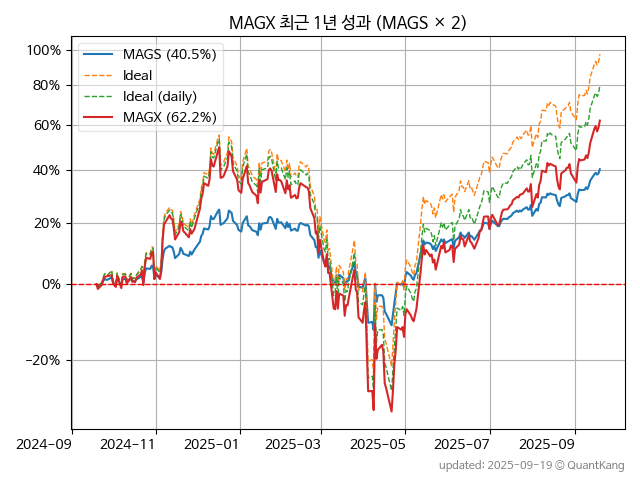 MAGX 최근 1년 성과 (MAGS × 2)
100%
80%
60%
40%
20%
0%
−20%
MAGS (40.5%)
Ideal
Ideal (daily)
MAGX (62.2%)
2024-09 2024-11 2025-01 2025-03 2025-05 2025-07 2025-09
updated: 2025-09-19 ⓒ QuantKang